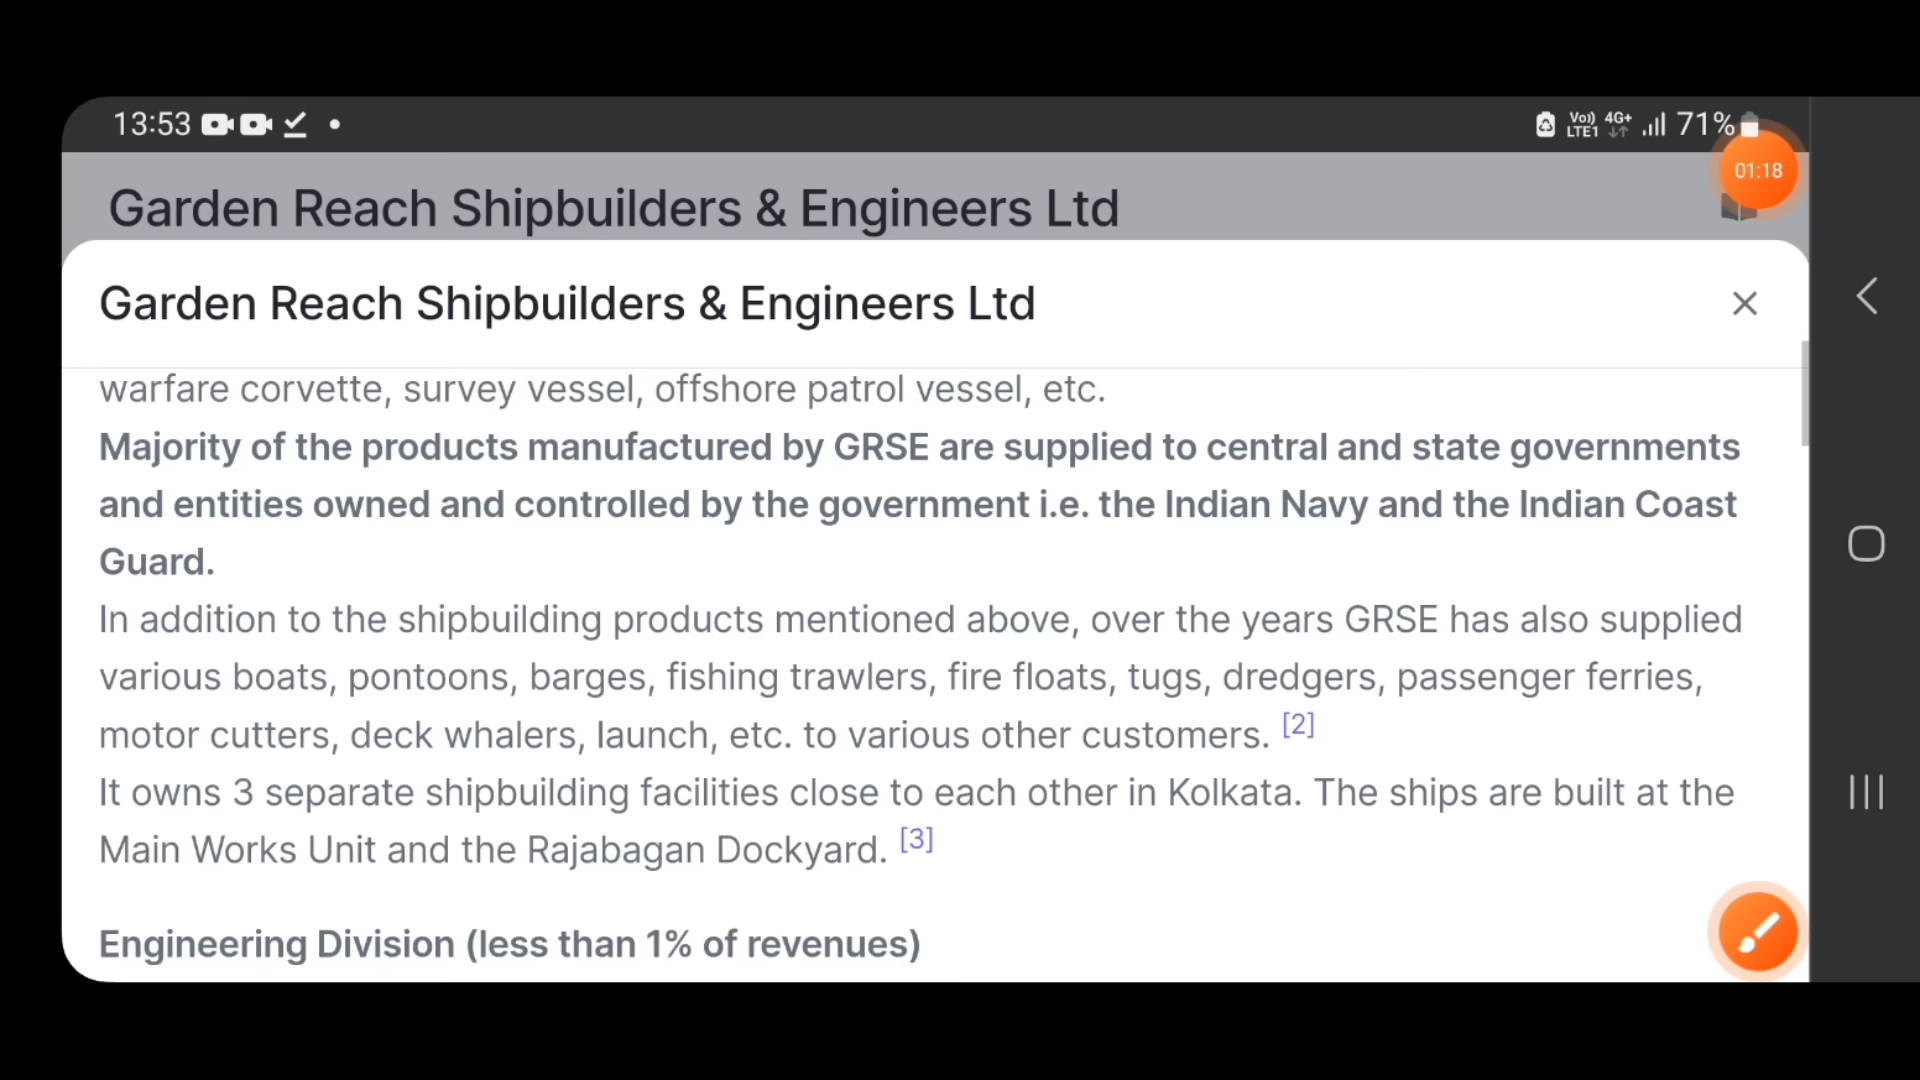 13:53
Vo)) LTE1 4G+ 71%
01:18
Garden Reach Shipbuilders & Engineers Ltd
Garden Reach Shipbuilders & Engineers Ltd
warfare corvette, survey vessel, offshore patrol vessel, etc.
Majority of the products manufactured by GRSE are supplied to central and state governments
and entities owned and controlled by the government i.e. the Indian Navy and the Indian Coast
Guard.
In addition to the shipbuilding products mentioned above, over the years GRSE has also supplied
various boats, pontoons, barges, fishing trawlers, fire floats, tugs, dredgers, passenger ferries,
motor cutters, deck whalers, launch, etc. to various other customers. [2]
It owns 3 separate shipbuilding facilities close to each other in Kolkata. The ships are built at the
Main Works Unit and the Rajabagan Dockyard. [3]
Engineering Division (less than 1% of revenues)